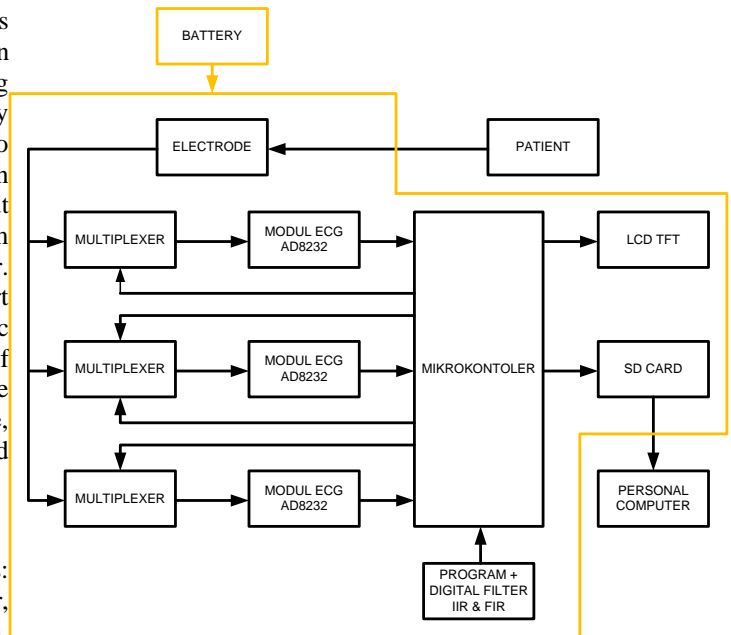 BATTERY
ELECTRODE
PATIENT
MULTIPLEXER
MODUL ECG
AD8232
LCD TFT
MULTIPLEXER
MODUL ECG
AD8232
MIKROKONTOLER
SD CARD
MULTIPLEXER
MODUL ECG
AD8232
PERSONAL
COMPUTER
PROGRAM +
DIGITAL FILTER
IIR & FIR